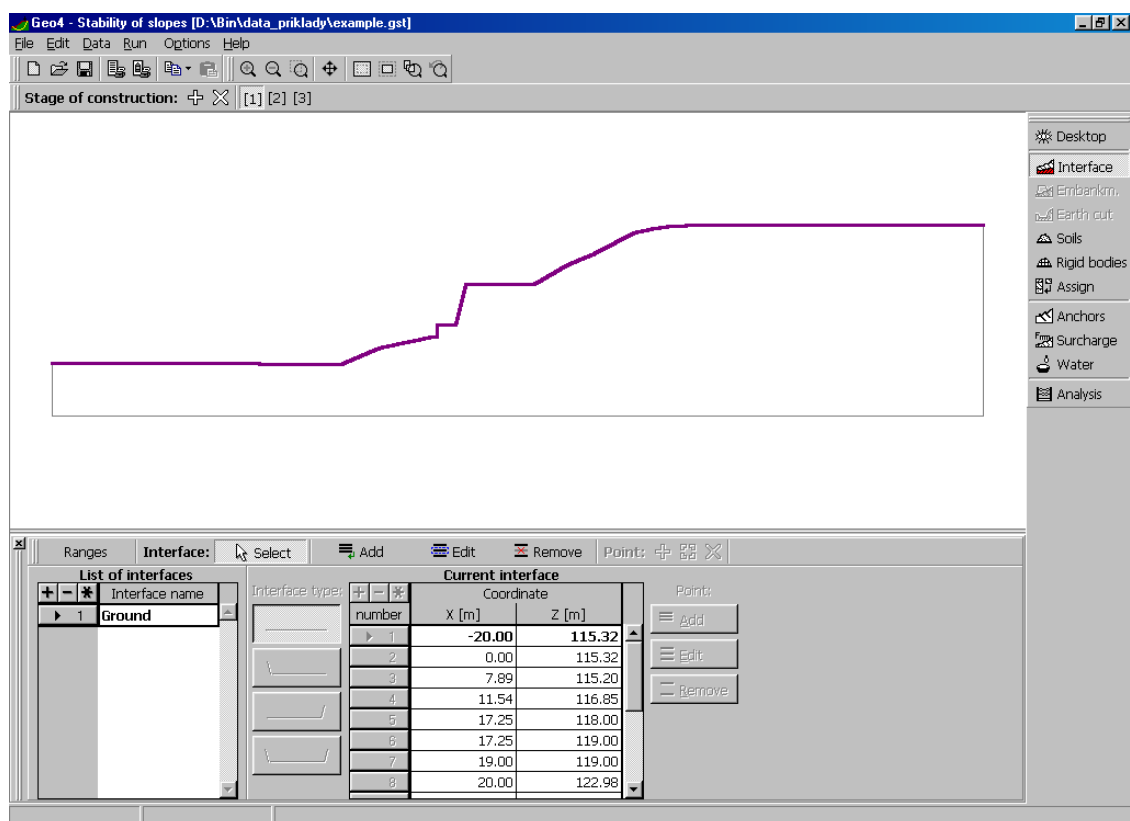 Geo4 - Stability of slopes [D:\Bin\data_priklady\example.gst]
File Edit Data Run Options Help
Stage of construction: [1] [2] [3]
Desktop
Interface
Embankm.
Earth cut
Soils
Rigid bodies
Assign
Anchors
Surcharge
Water
Analysis
Ranges Interface: Select Add Edit Remove Point:
List of interfaces
+ - * Interface name
1 Ground
Interface type:
Current interface
+ - * Coordinate
number X [m] Z [m]
1 -20.00 115.32
2 0.00 115.32
3 7.89 115.20
4 11.54 116.85
5 17.25 118.00
6 17.25 119.00
7 19.00 119.00
8 20.00 122.98
Point:
Add
Edit
Remove